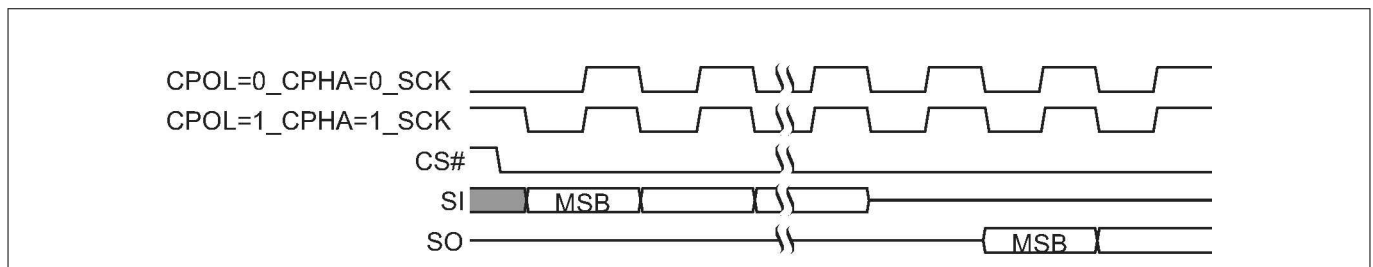 CPOL=0_CPHA=0_SCK
CPOL=1_CPHA=1_SCK
CS#
SI MSB
SO MSB